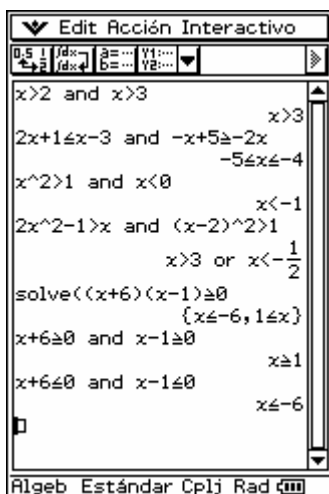 Edit Acción Interactivo
x>2 and x>3
x>3
2x+1≤x-3 and -x+5≥-2x
-5≤x≤-4
x^2>1 and x<0
x<-1
2x^2-1>x and (x-2)^2>1
x>3 or x<-1/2
solve((x+6)(x-1)≥0
{x≤-6,1≤x}
x+6≥0 and x-1≥0
x≥1
x+6≤0 and x-1≤0
x≤-6
Algeb Estándar Cplj Rad